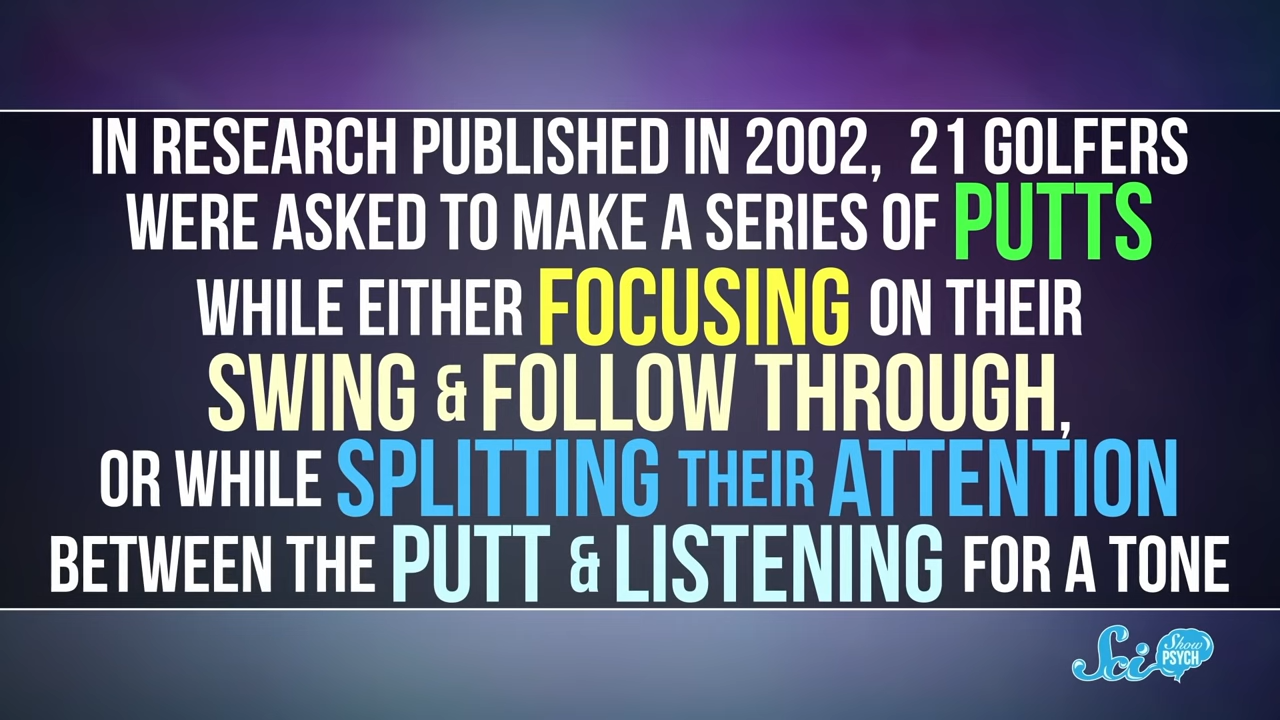 IN RESEARCH PUBLISHED IN 2002, 21 GOLFERS
WERE ASKED TO MAKE A SERIES OF PUTTS
WHILE EITHER FOCUSING ON THEIR
SWING & FOLLOW THROUGH,
OR WHILE SPLITTING THEIR ATTENTION
BETWEEN THE PUTT & LISTENING FOR A TONE
Sci Show
PSYCH